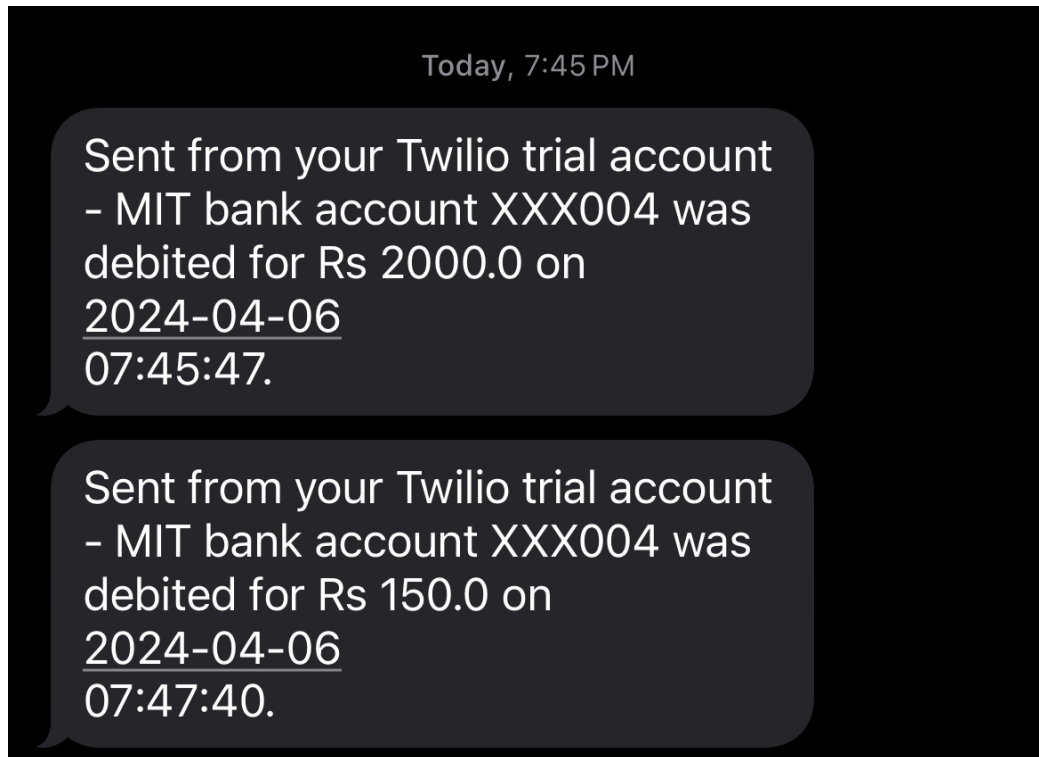 Today, 7:45 PM
Sent from your Twilio trial account
- MIT bank account XXX004 was
debited for Rs 2000.0 on
2024-04-06
07:45:47.
Sent from your Twilio trial account
- MIT bank account XXX004 was
debited for Rs 150.0 on
2024-04-06
07:47:40.